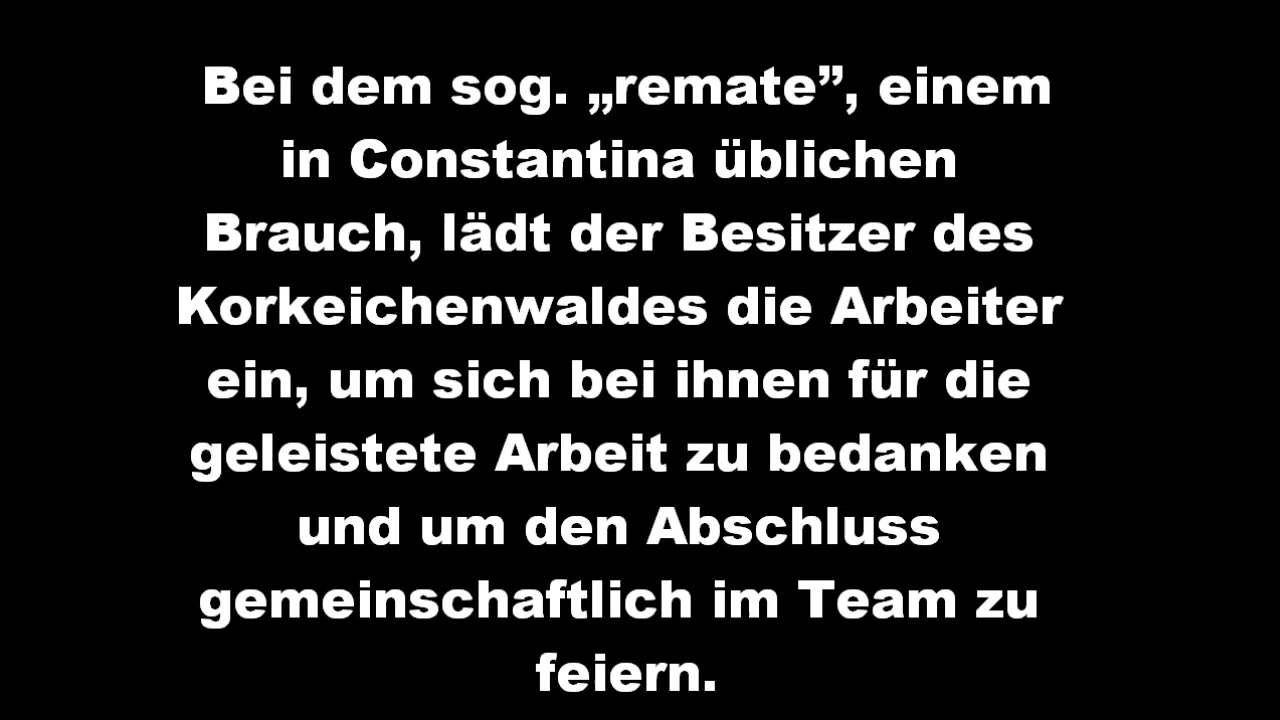 Bei dem sog. „remate”, einem
in Constantina üblichen
Brauch, lädt der Besitzer des
Korkeichenwaldes die Arbeiter
ein, um sich bei ihnen für die
geleistete Arbeit zu bedanken
und um den Abschluss
gemeinschaftlich im Team zu
feiern.